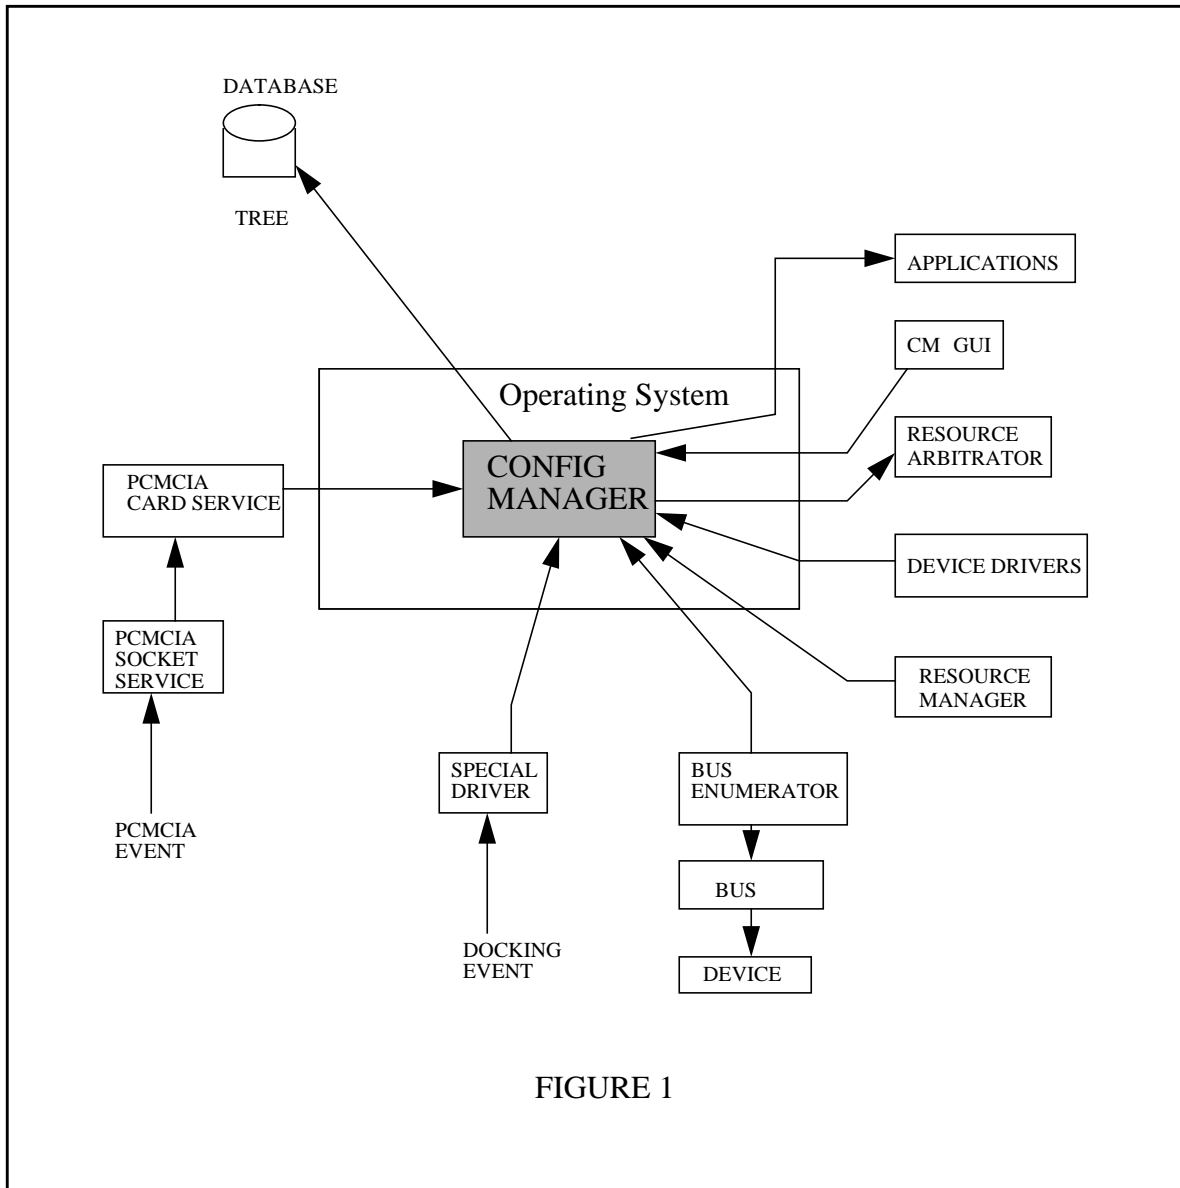 DATABASE
TREE
APPLICATIONS
CM GUI
Operating System
RESOURCE
ARBITRATOR
CONFIG
MANAGER
PCMCIA
CARD SERVICE
DEVICE DRIVERS
PCMCIA
SOCKET
SERVICE
RESOURCE
MANAGER
SPECIAL
DRIVER
BUS
ENUMERATOR
PCMCIA
EVENT
BUS
DOCKING
EVENT
DEVICE
FIGURE 1